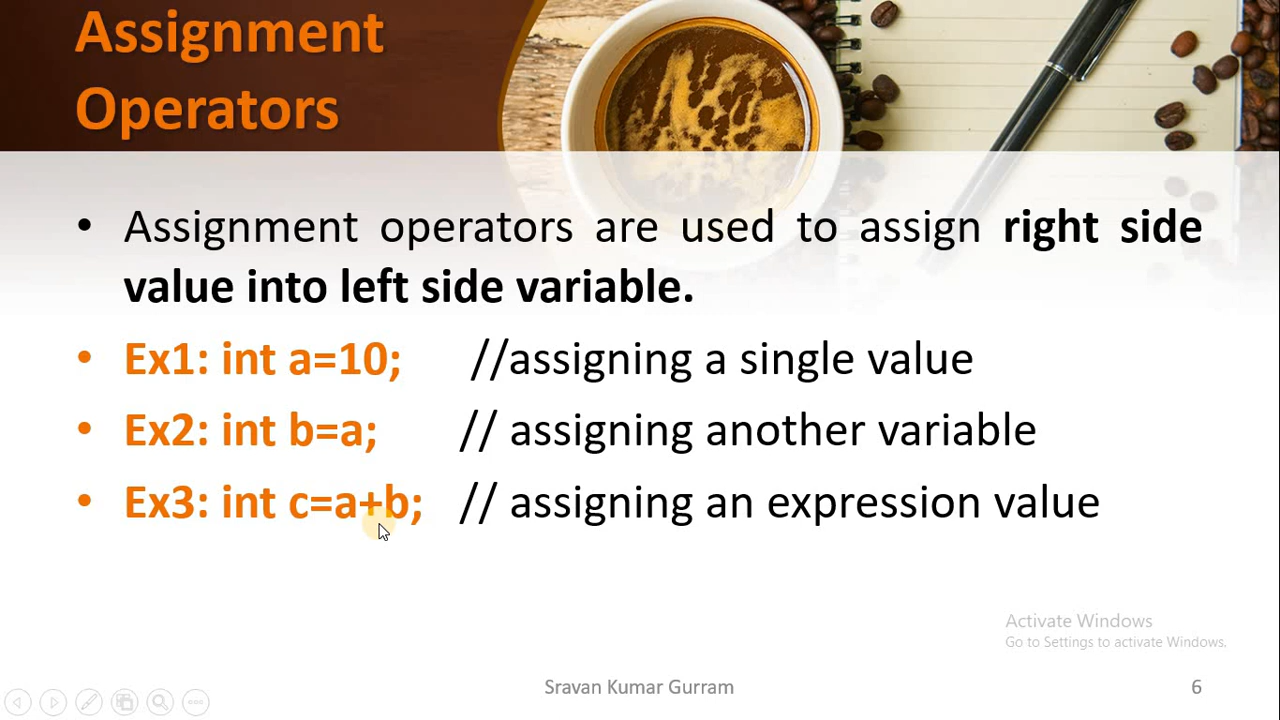 Assignment
Operators
• Assignment operators are used to assign right side
value into left side variable.
• Ex1: int a=10; //assigning a single value
• Ex2: int b=a; // assigning another variable
• Ex3: int c=a+b; // assigning an expression value
Activate Windows
Go to Settings to activate Windows.
Sravan Kumar Gurram 6